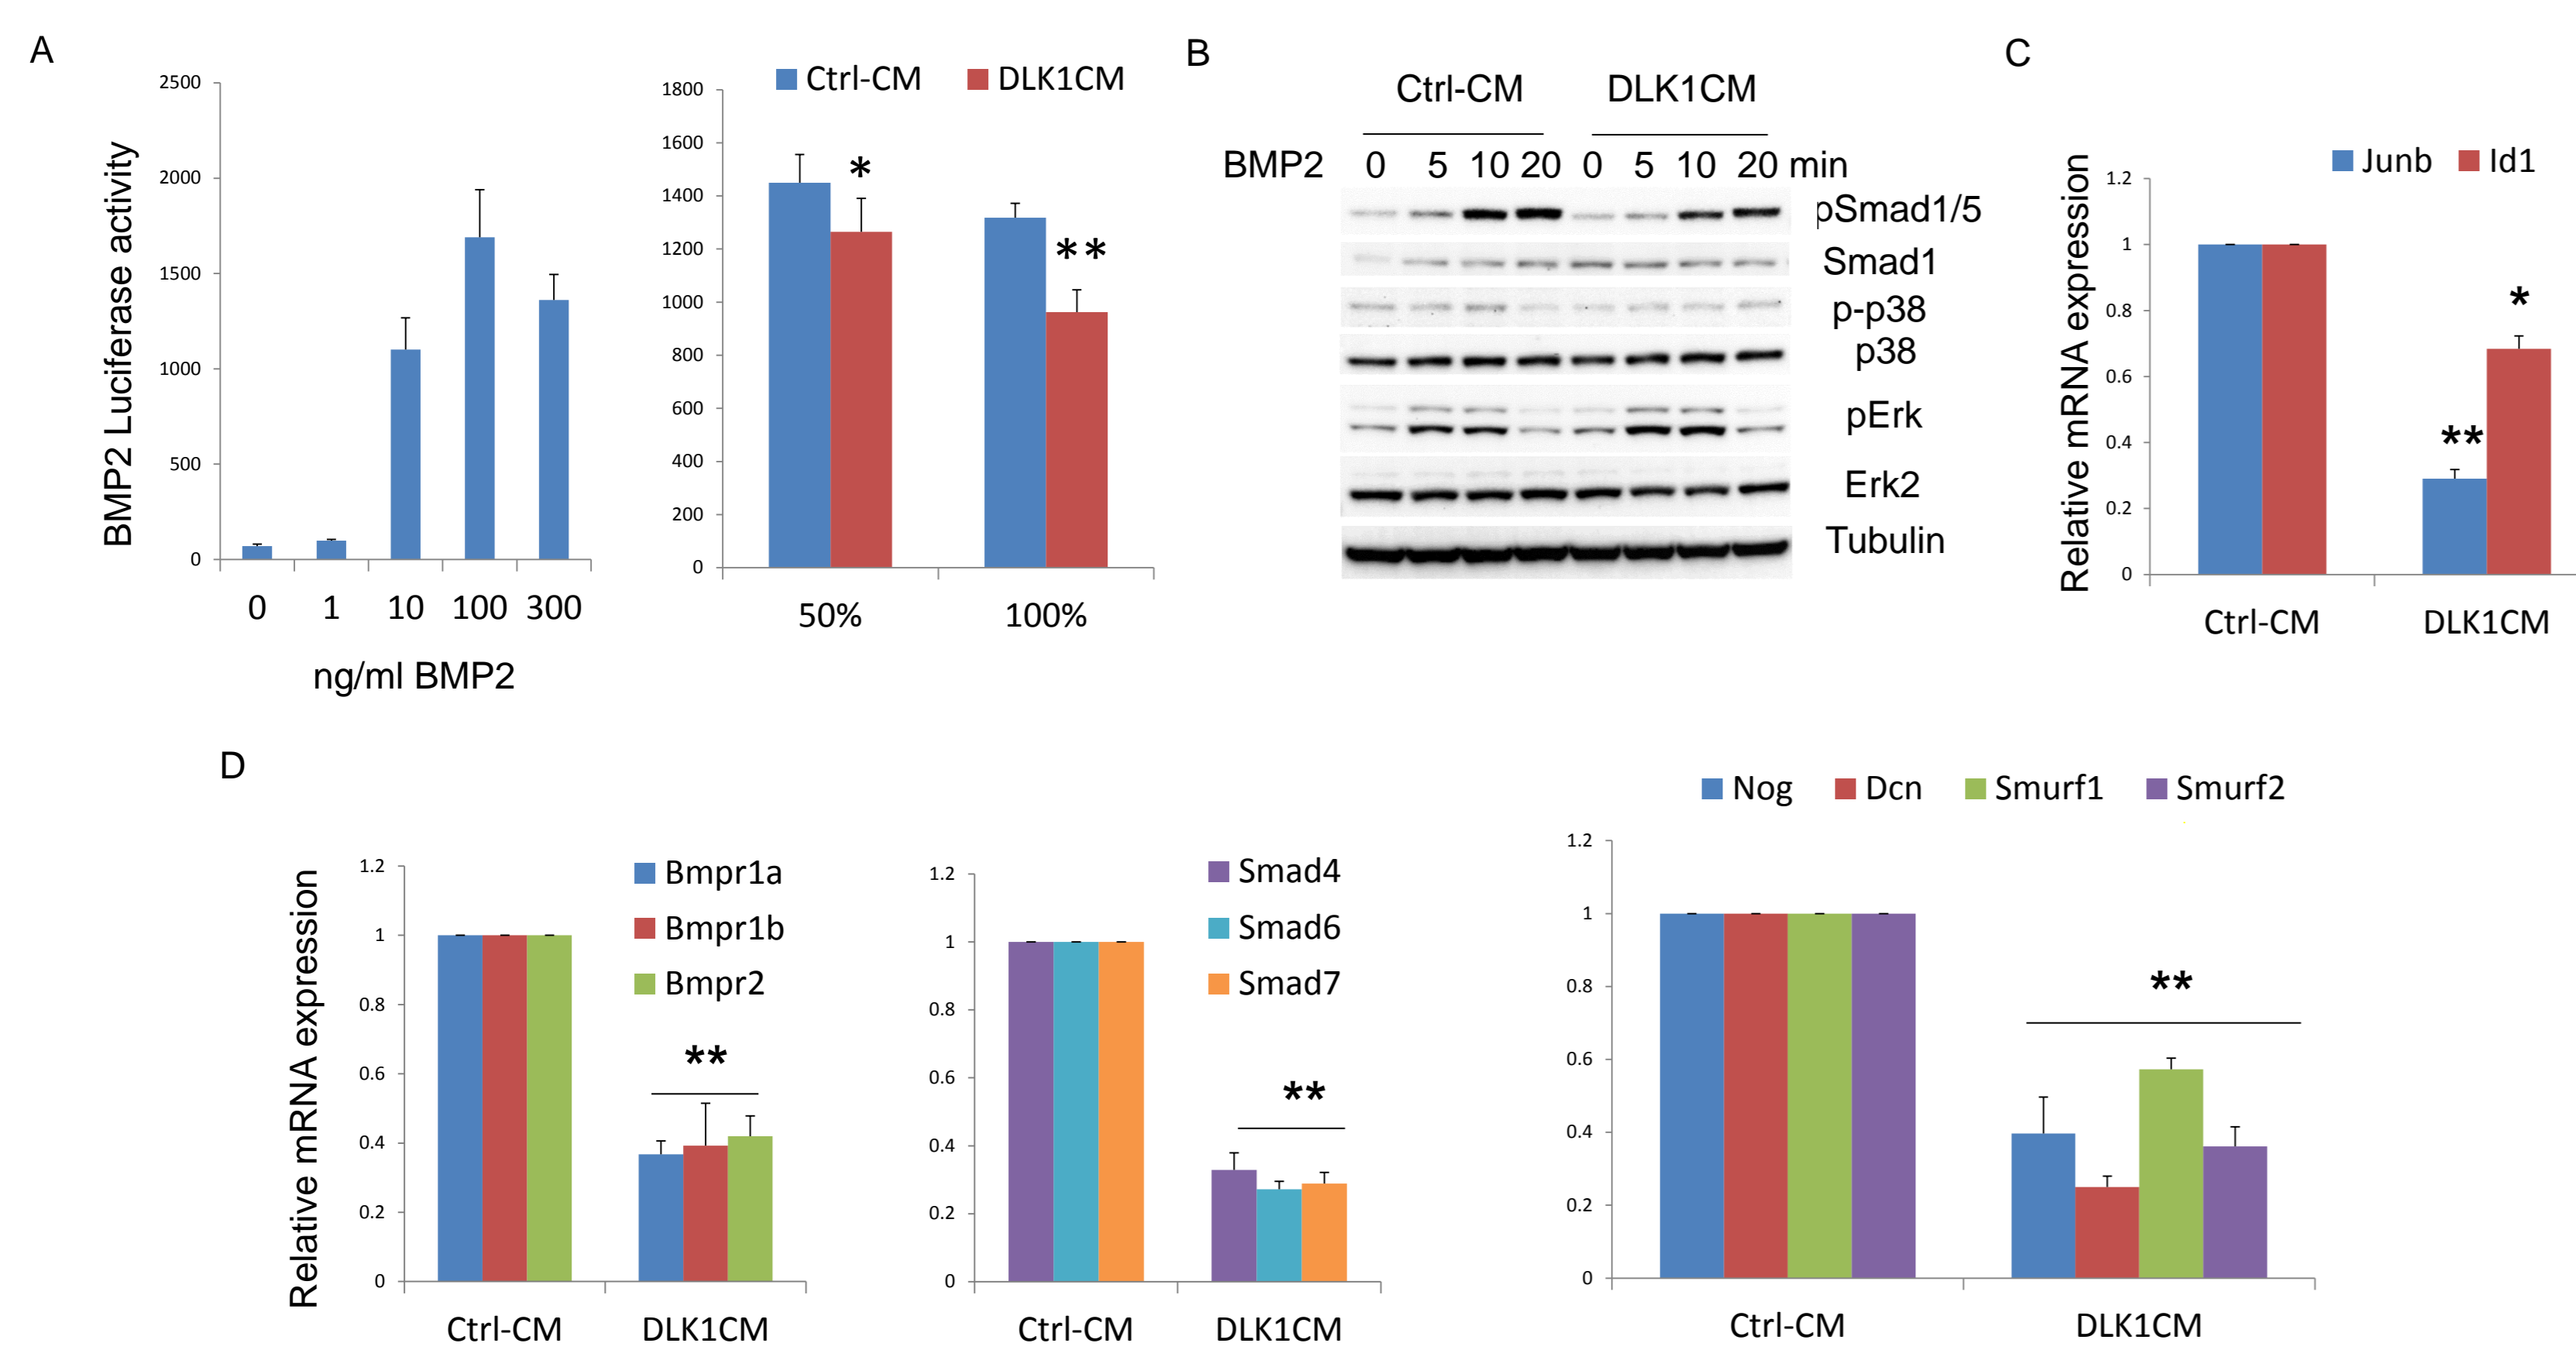 A
BMP2 Luciferase activity
2500
2000
1500
1000
500
0
0 1 10 100 300
ng/ml BMP2
Ctrl-CM DLK1CM
1800
1600
1400
1200
1000
800
600
400
200
0
*
**
50% 100%
B
Ctrl-CM DLK1CM
BMP2 0 5 10 20 0 5 10 20 min
pSmad1/5
Smad1
p-p38
p38
pErk
Erk2
Tubulin
C
Relative mRNA expression
Junb Id1
1.2
1
0.8
0.6
0.4
0.2
0
**
*
Ctrl-CM DLK1CM
D
Relative mRNA expression
1.2
1
0.8
0.6
0.4
0.2
0
Bmpr1a
Bmpr1b
Bmpr2
**
Ctrl-CM DLK1CM
1.2
1
0.8
0.6
0.4
0.2
0
Smad4
Smad6
Smad7
**
Ctrl-CM DLK1CM
Nog Dcn Smurf1 Smurf2
1.2
1
0.8
0.6
0.4
0.2
0
**
Ctrl-CM DLK1CM